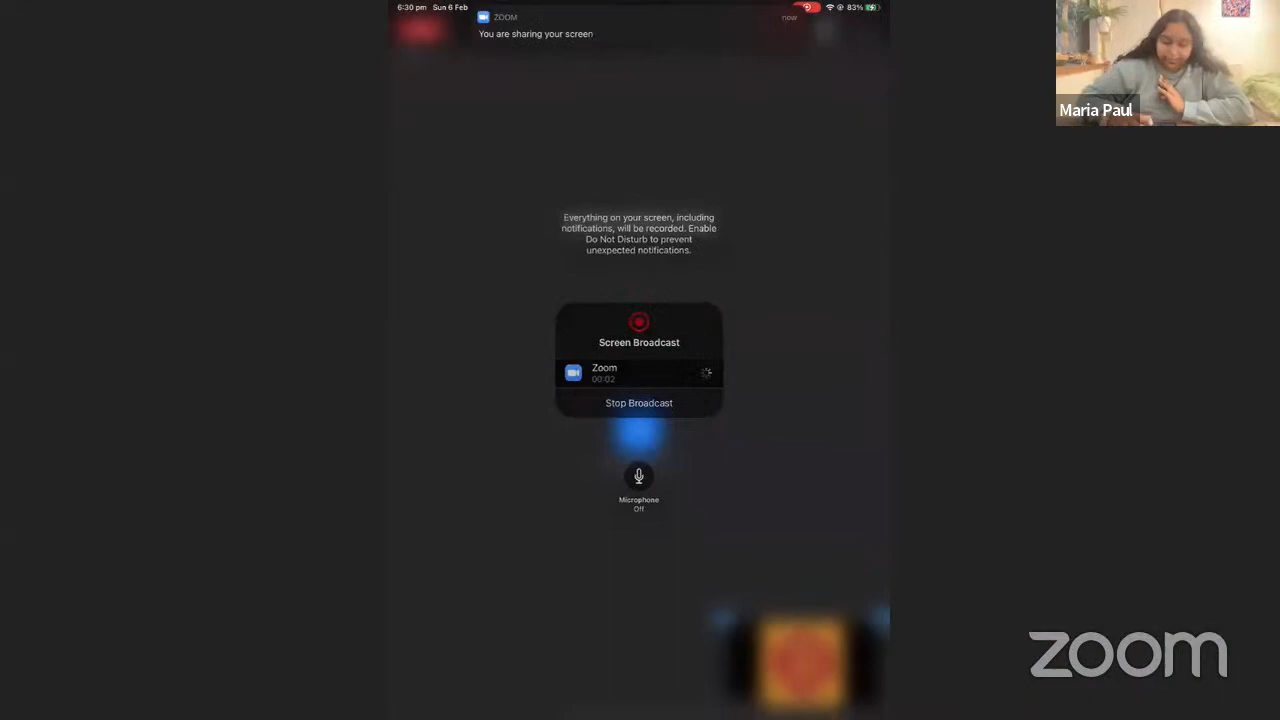 6:30 pm Sun 6 Feb
83%
ZOOM
now
You are sharing your screen
Maria Paul
Everything on your screen, including
notifications, will be recorded. Enable
Do Not Disturb to prevent
unexpected notifications.
Screen Broadcast
Zoom
00:02
Stop Broadcast
Microphone
Off
zoom